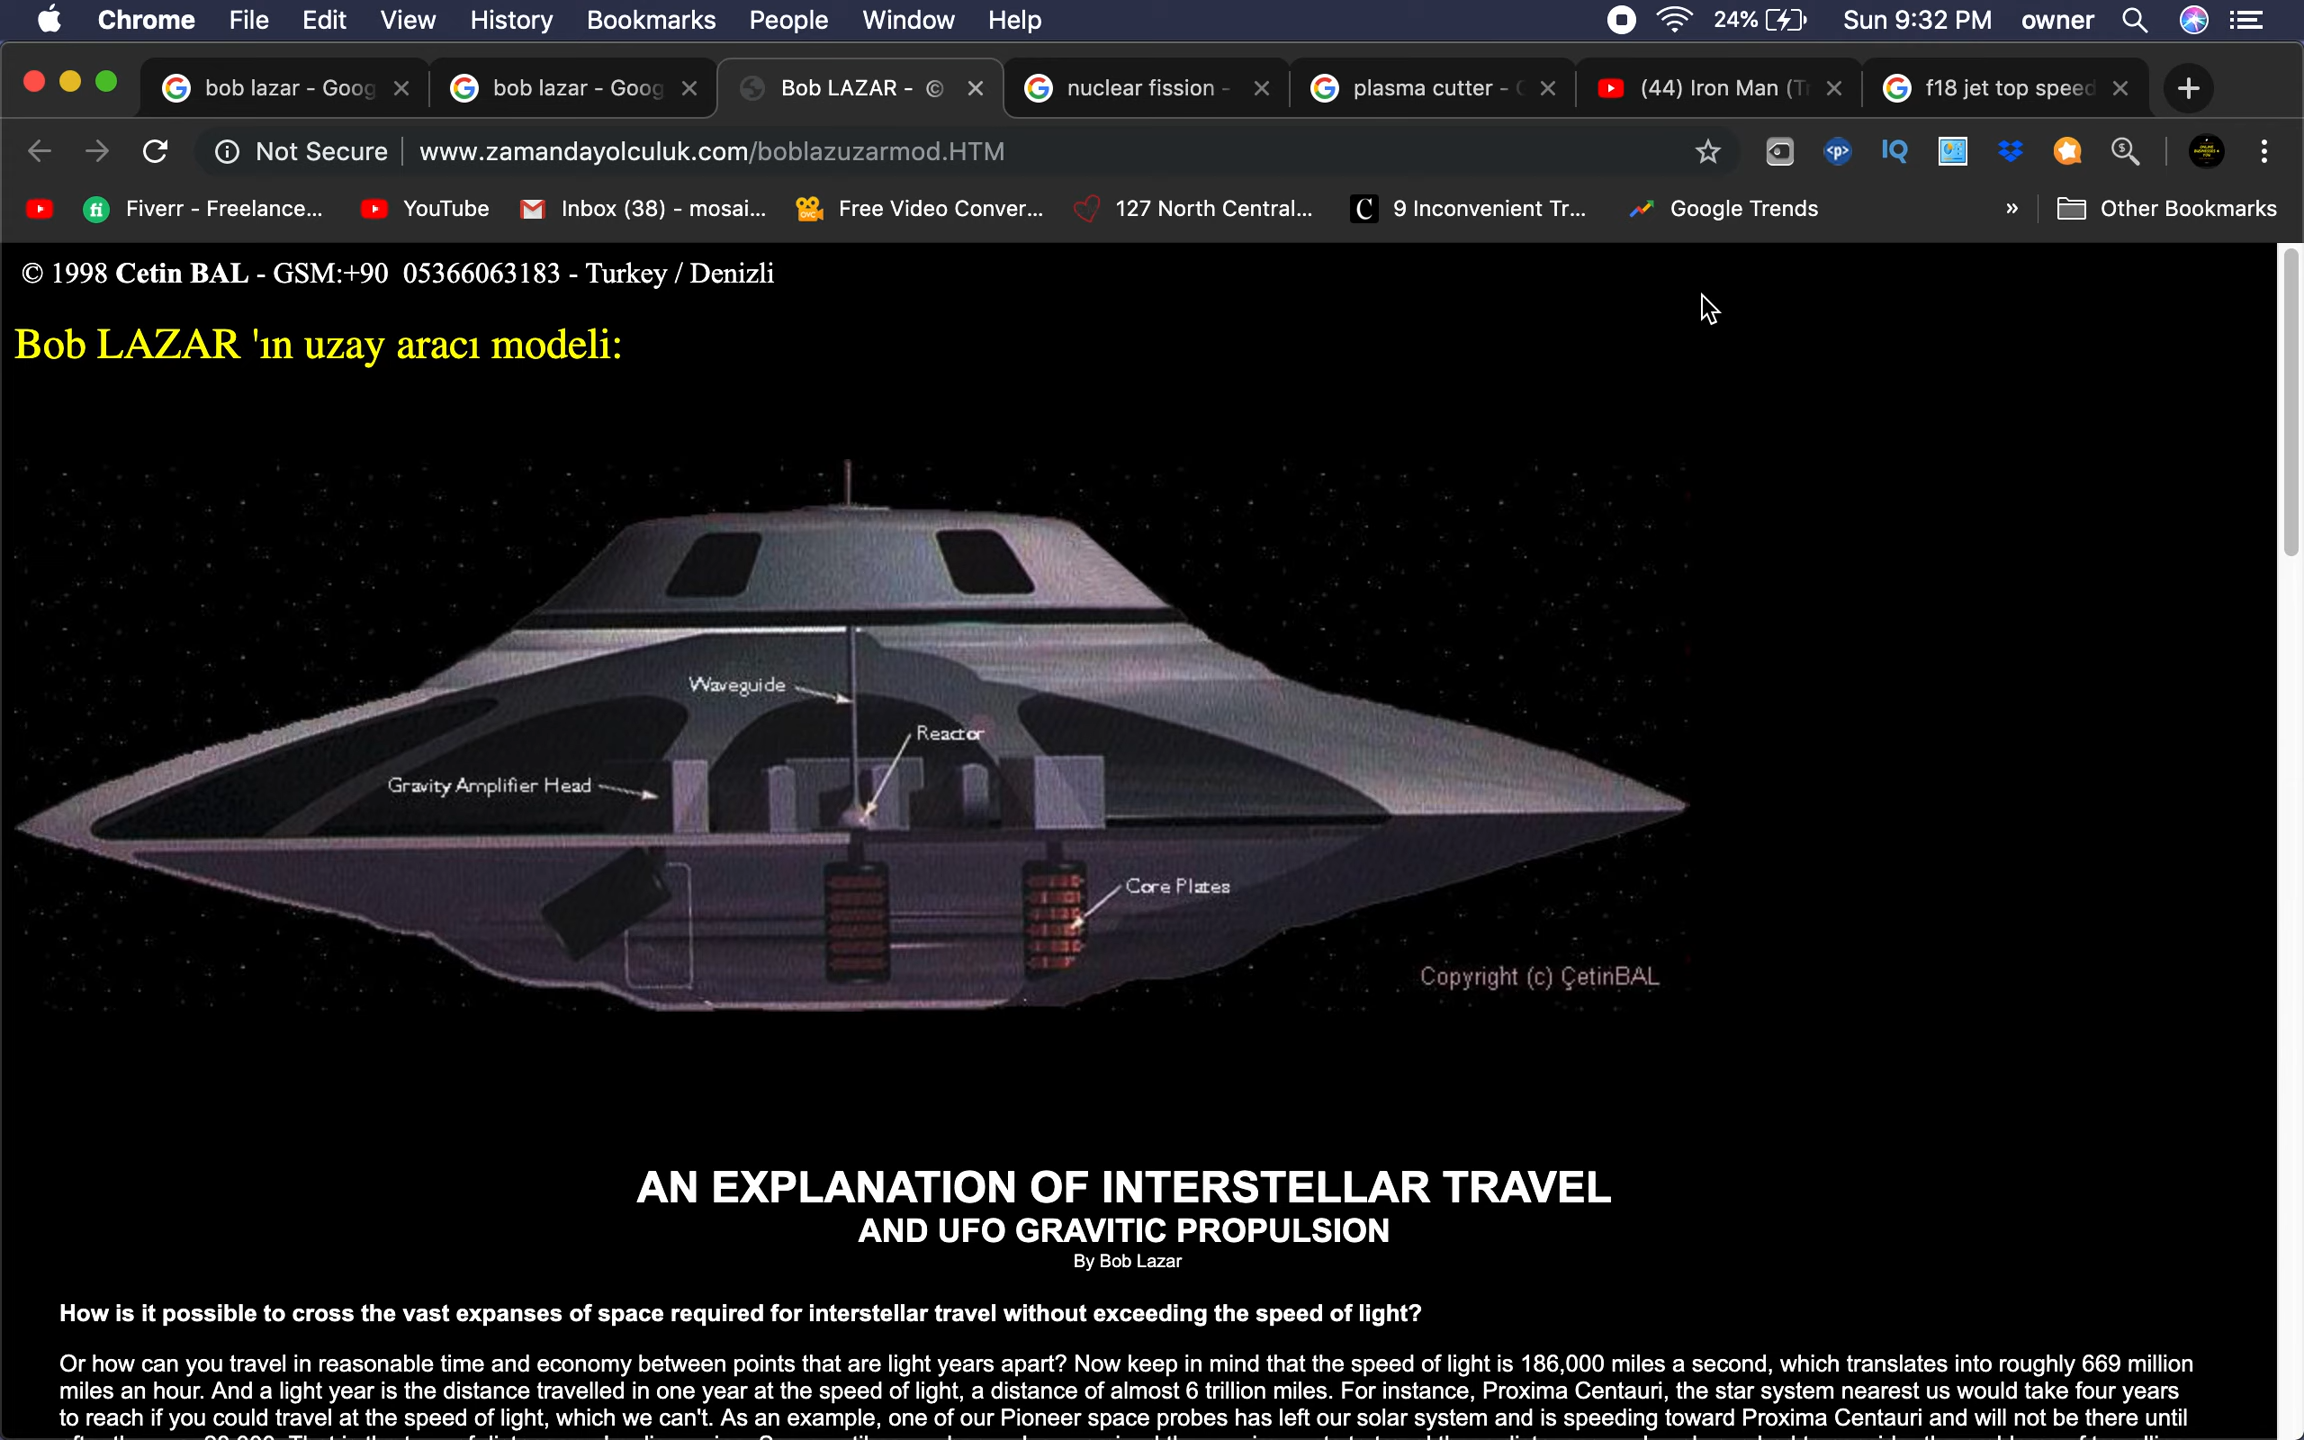 Chrome File Edit View History Bookmarks People Window Help 24% Sun 9:32 PM owner
bob lazar - Goog bob lazar - Goog Bob LAZAR - © nuclear fission - plasma cutter - (44) Iron Man (T f18 jet top speed
Not Secure www.zamandayolculuk.com/boblazuzarmod.HTM IQ
Fiverr - Freelance... YouTube Inbox (38) - mosai... Free Video Conver... 127 North Central... 9 Inconvenient Tr... Google Trends » Other Bookmarks
© 1998 Cetin BAL - GSM:+90 05366063183 - Turkey / Denizli
Bob LAZAR 'ın uzay aracı modeli:
Waveguide
Reactor
Gravity Amplifier Head
Core Plates
Copyright (c) ÇetinBAL
AN EXPLANATION OF INTERSTELLAR TRAVEL
AND UFO GRAVITIC PROPULSION
By Bob Lazar
How is it possible to cross the vast expanses of space required for interstellar travel without exceeding the speed of light?
Or how can you travel in reasonable time and economy between points that are light years apart? Now keep in mind that the speed of light is 186,000 miles a second, which translates into roughly 669 million
miles an hour. And a light year is the distance travelled in one year at the speed of light, a distance of almost 6 trillion miles. For instance, Proxima Centauri, the star system nearest us would take four years
to reach if you could travel at the speed of light, which we can't. As an example, one of our Pioneer space probes has left our solar system and is speeding toward Proxima Centauri and will not be there until